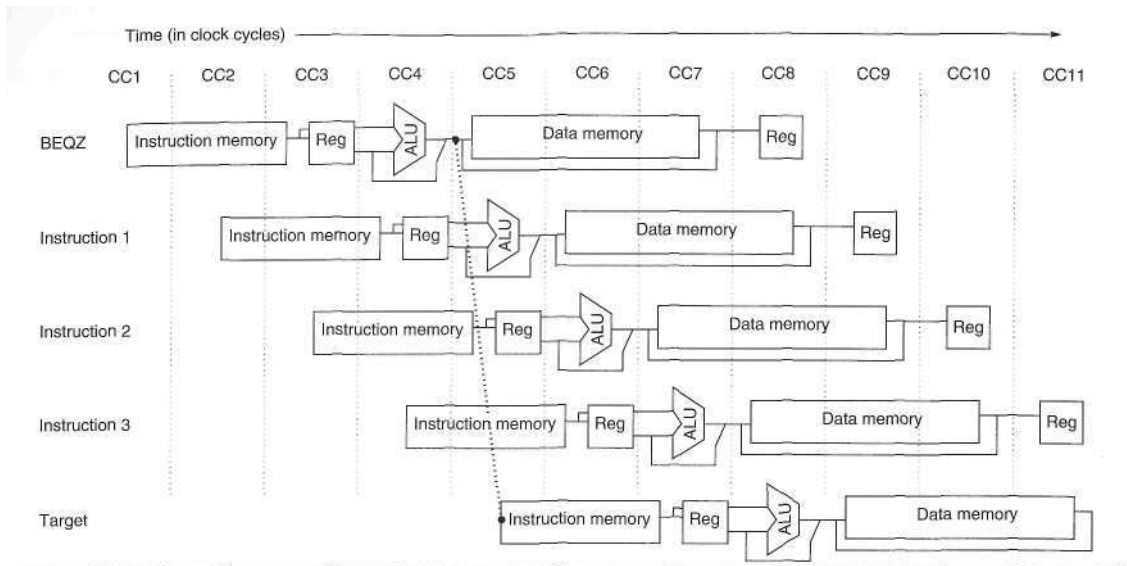 Time (in clock cycles)
CC1 CC2 CC3 CC4 CC5 CC6 CC7 CC8 CC9 CC10 CC11
BEQZ Instruction memory Reg ALU Data memory Reg
Instruction 1 Instruction memory Reg ALU Data memory Reg
Instruction 2 Instruction memory Reg ALU Data memory Reg
Instruction 3 Instruction memory Reg ALU Data memory Reg
Target Instruction memory Reg ALU Data memory